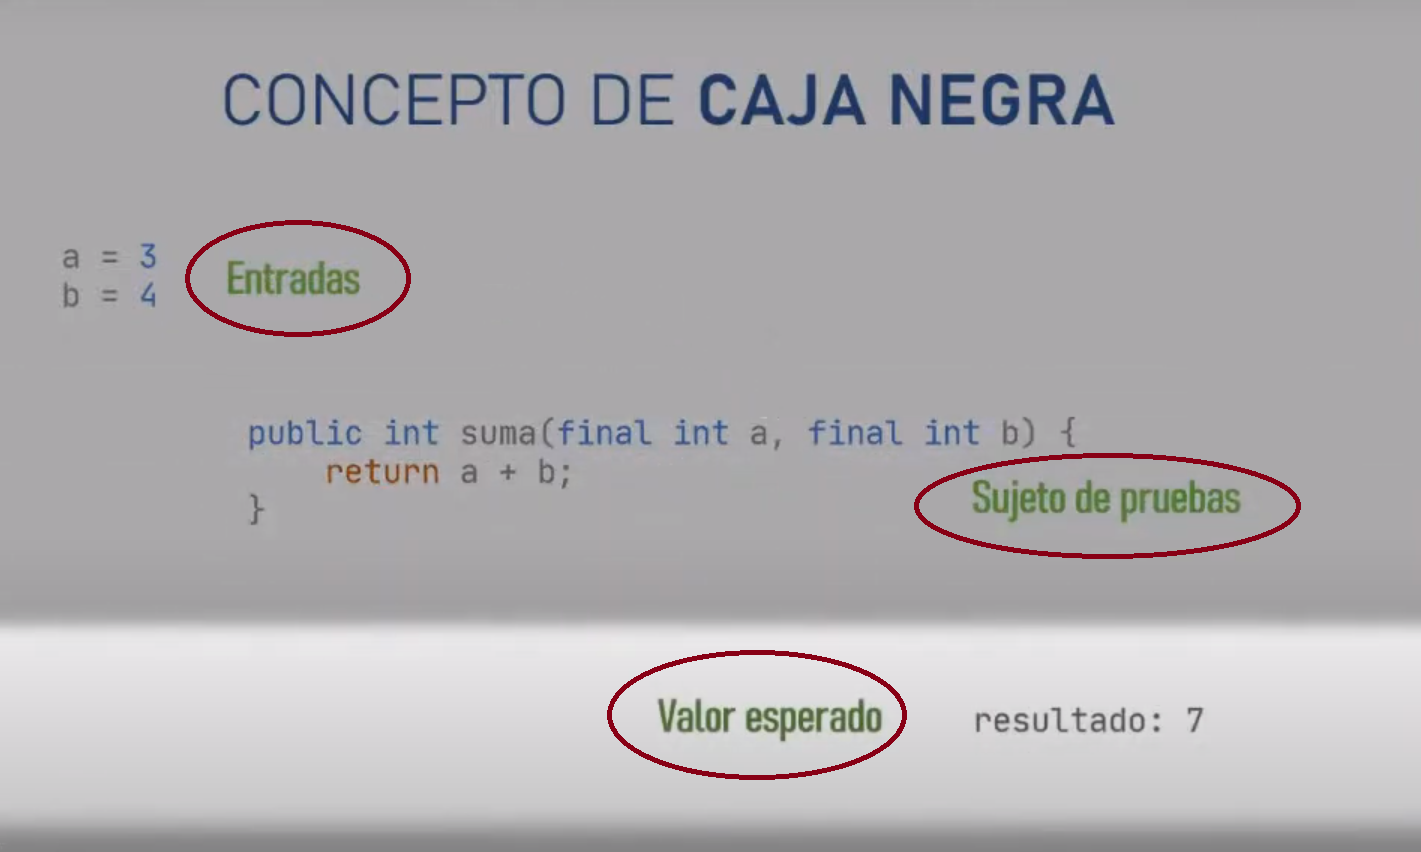 CONCEPTO DE CAJA NEGRA
a = 3
b = 4
Entradas
public int suma(final int a, final int b) {
    return a + b;
}
Sujeto de pruebas
Valor esperado
resultado: 7